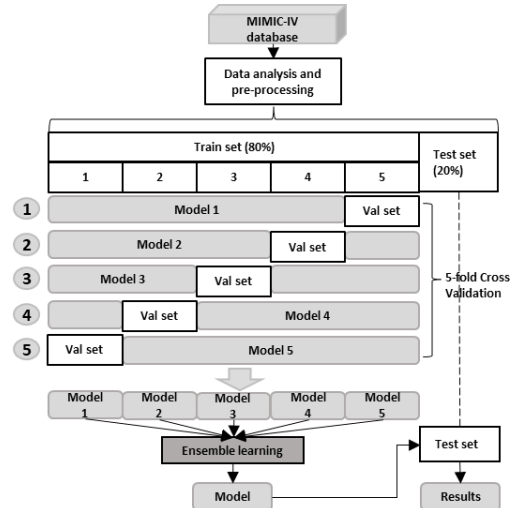 MIMIC-IV
database
Data analysis and
pre-processing
Train set (80%)
Test set
(20%)
1 2 3 4 5
1 Model 1 Val set
2 Model 2 Val set
3 Model 3 Val set
4 Val set Model 4
5 Val set Model 5
5-fold Cross
Validation
Model Model Model Model Model
1 2 3 4 5
Ensemble learning
Test set
Model
Results